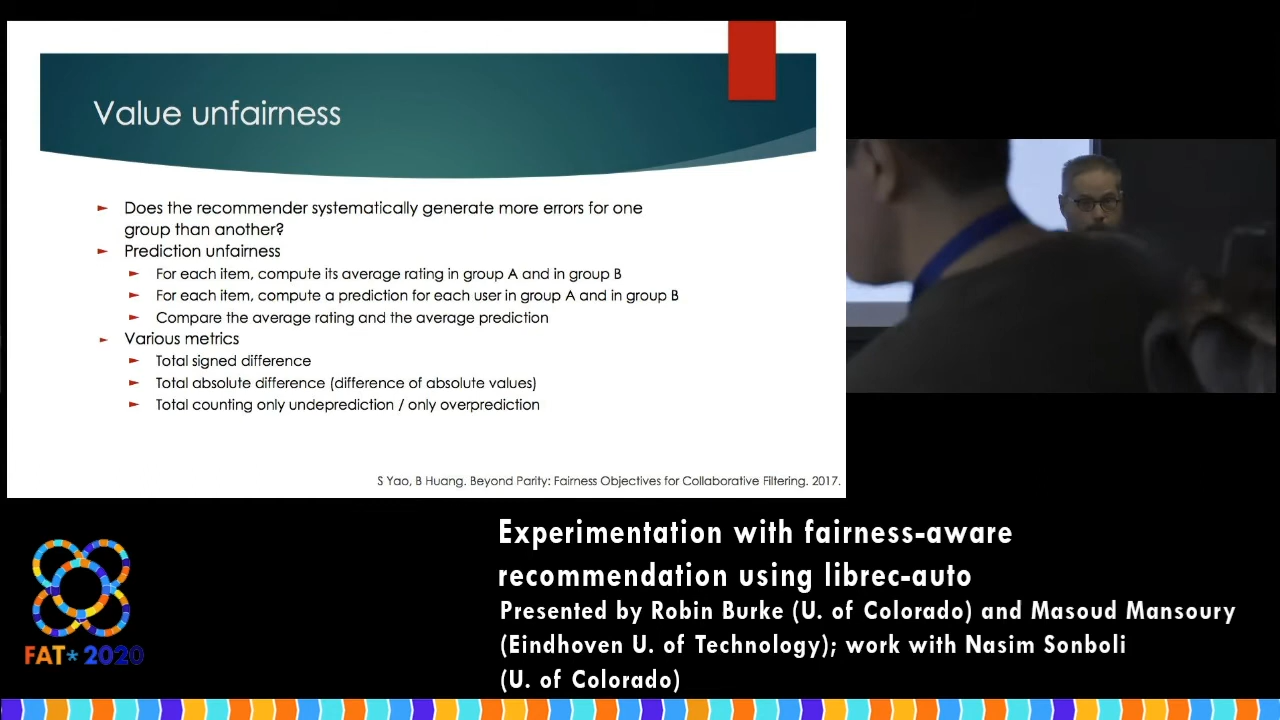 Value unfairness
Does the recommender systematically generate more errors for one
group than another?
Prediction unfairness
For each item, compute its average rating in group A and in group B
For each item, compute a prediction for each user in group A and in group B
Compare the average rating and the average prediction
Various metrics
Total signed difference
Total absolute difference (difference of absolute values)
Total counting only undeprediction / only overprediction
S Yao, B Huang. Beyond Parity: Fairness Objectives for Collaborative Filtering. 2017.
Experimentation with fairness-aware
recommendation using librec-auto
Presented by Robin Burke (U. of Colorado) and Masoud Mansoury
(Eindhoven U. of Technology); work with Nasim Sonboli
(U. of Colorado)
FAT* 2020